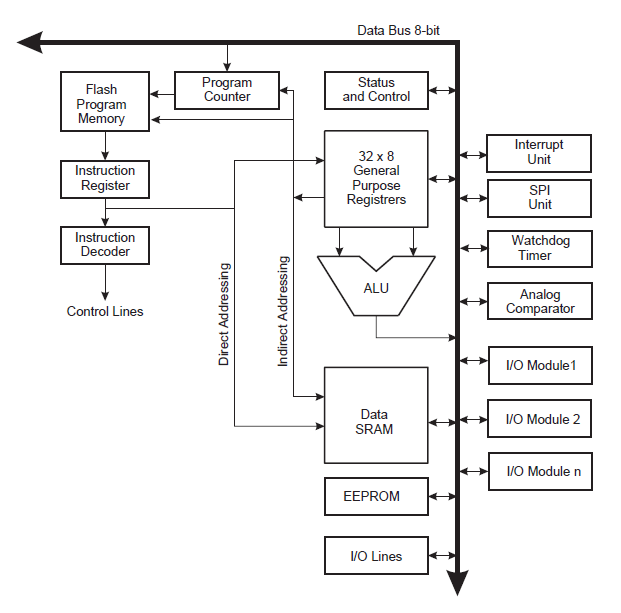 Data Bus 8-bit
Flash
Program
Memory
Program
Counter
Status
and Control
Instruction
Register
32 x 8
General
Purpose
Registrers
Interrupt
Unit
SPI
Unit
Instruction
Decoder
Watchdog
Timer
ALU
Analog
Comparator
Control Lines
Direct Addressing
Indirect Addressing
I/O Module1
Data
SRAM
I/O Module 2
I/O Module n
EEPROM
I/O Lines